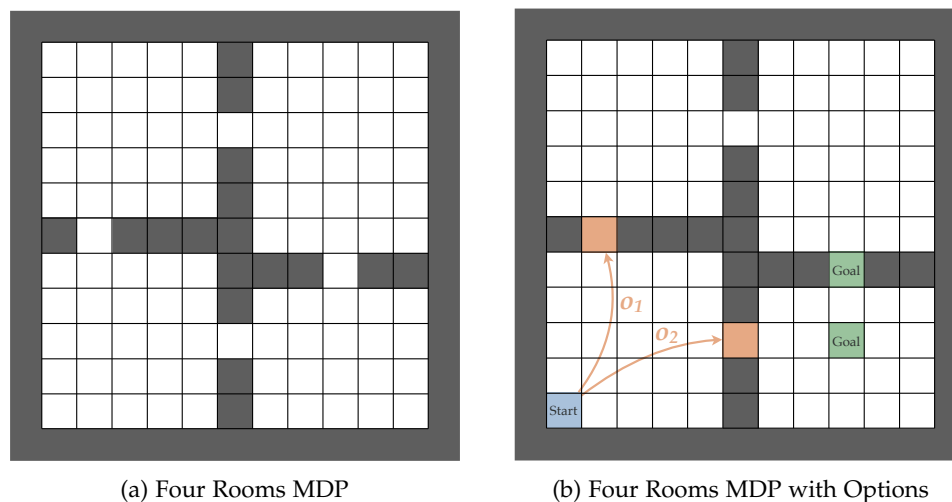 Goal
o1
o2
Goal
Start
(a) Four Rooms MDP
(b) Four Rooms MDP with Options